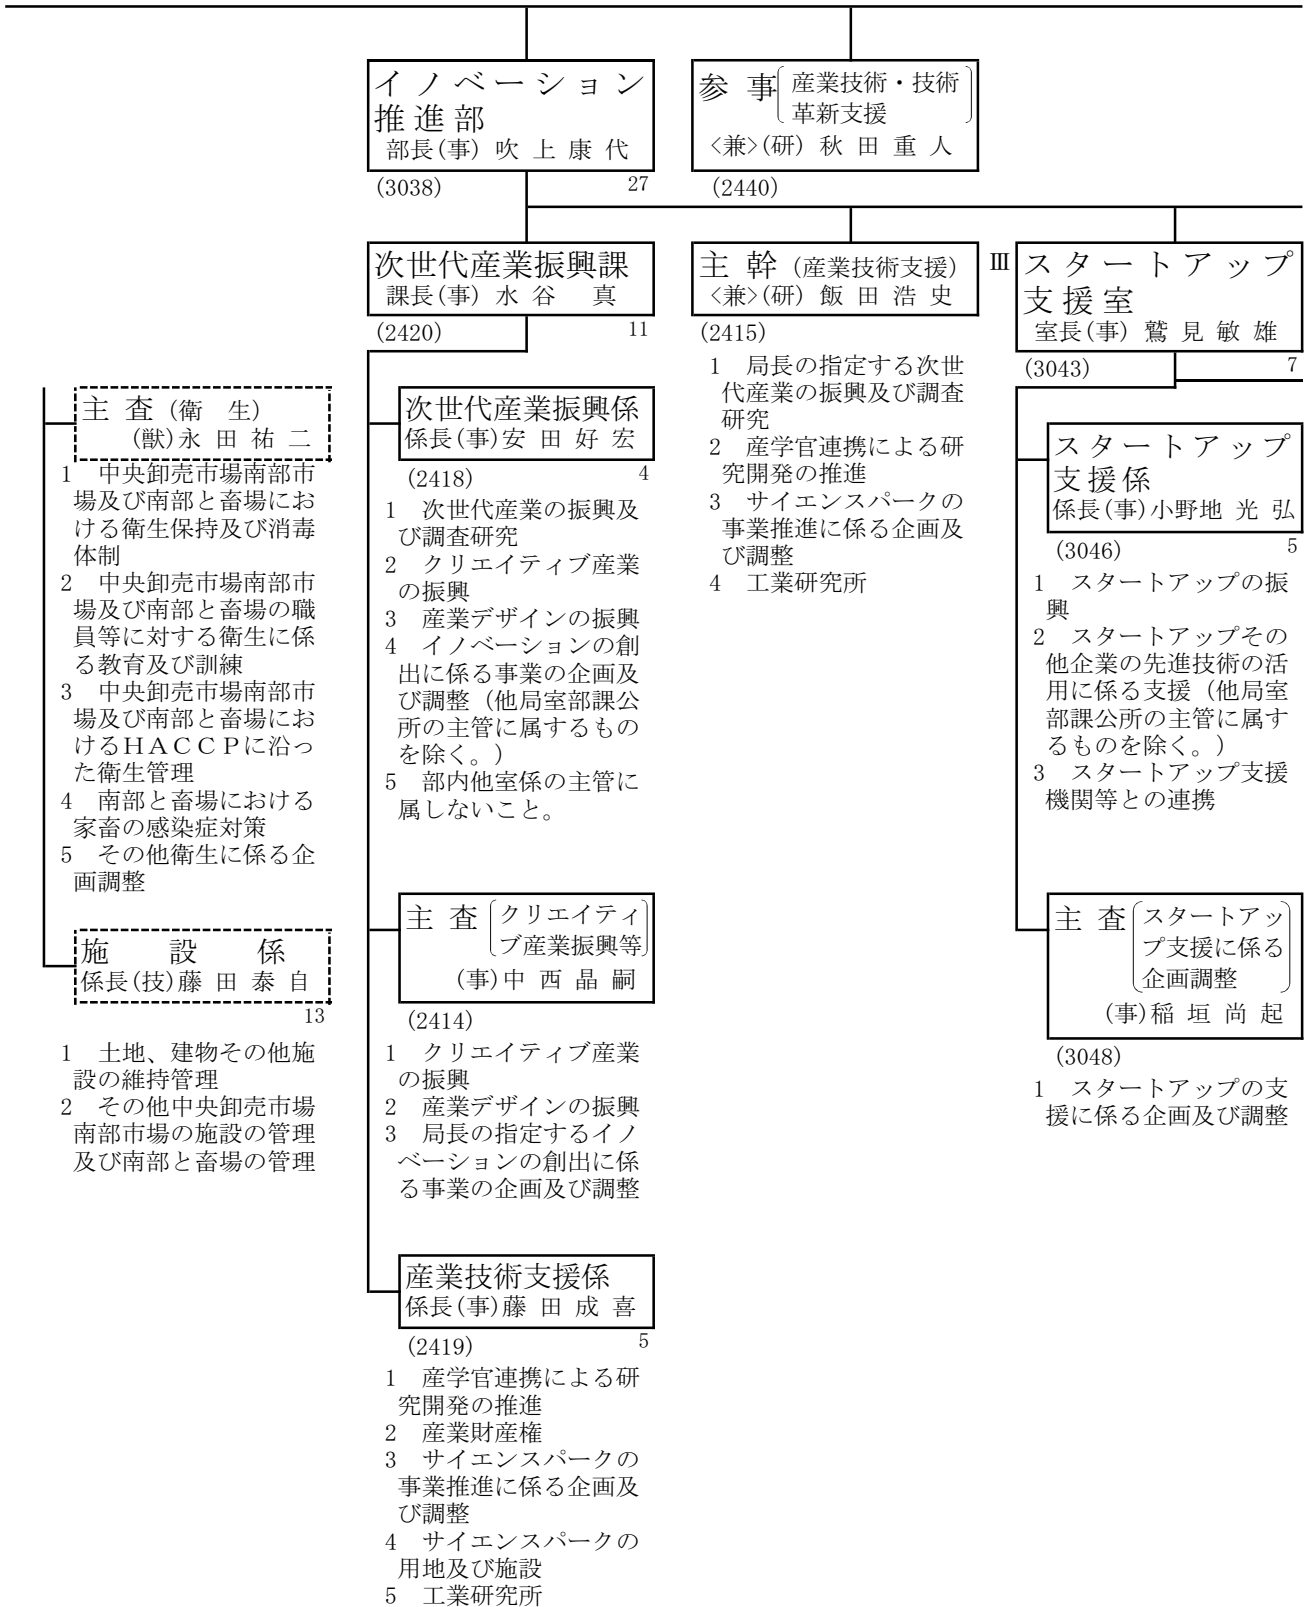 イノベーション
推進部
部長(事) 吹上康代
(3038) 27
参 事 産業技術・技術
革新支援
<兼>(研) 秋田重人
(2440)
次世代産業振興課
課長(事) 水谷 真
(2420) 11
主 幹 (産業技術支援)
<兼>(研) 飯田浩史
(2415)
1 局長の指定する次世
代産業の振興及び調査
研究
2 産学官連携による研
究開発の推進
3 サイエンスパークの
事業推進に係る企画及
び調整
4 工業研究所
Ⅲ スタートアップ
支援室
室長(事) 鷲見敏雄
(3043) 7
主 査 (衛 生)
(獣)永田祐二
1 中央卸売市場南部市
場及び南部と畜場にお
ける衛生保持及び消毒
体制
2 中央卸売市場南部市
場及び南部と畜場の職
員等に対する衛生に係
る教育及び訓練
3 中央卸売市場南部市
場及び南部と畜場にお
けるHACCPに沿っ
た衛生管理
4 南部と畜場における
家畜の感染症対策
5 その他衛生に係る企
画調整
施 設 係
係長(技)藤田泰自
13
1 土地、建物その他施
設の維持管理
2 その他中央卸売市場
南部市場の施設の管理
及び南部と畜場の管理
次世代産業振興係
係長(事)安田好宏
(2418) 4
1 次世代産業の振興及
び調査研究
2 クリエイティブ産業
の振興
3 産業デザインの振興
4 イノベーションの創
出に係る事業の企画及
び調整（他局室部課公
所の主管に属するもの
を除く。）
5 部内他室係の主管に
属しないこと。
主 査 クリエイティ
ブ産業振興等
(事)中西晶嗣
(2414)
1 クリエイティブ産業
の振興
2 産業デザインの振興
3 局長の指定するイノ
ベーションの創出に係
る事業の企画及び調整
産業技術支援係
係長(事)藤田成喜
(2419) 5
1 産学官連携による研
究開発の推進
2 産業財産権
3 サイエンスパークの
事業推進に係る企画及
び調整
4 サイエンスパークの
用地及び施設
5 工業研究所
スタートアップ
支援係
係長(事)小野地光弘
(3046) 5
1 スタートアップの振
興
2 スタートアップその
他企業の先進技術の活
用に係る支援（他局室
部課公所の主管に属す
るものを除く。）
3 スタートアップ支援
機関等との連携
主 査 スタートアッ
プ支援に係る
企画調整
(事)稲垣尚起
(3048)
1 スタートアップの支
援に係る企画及び調整